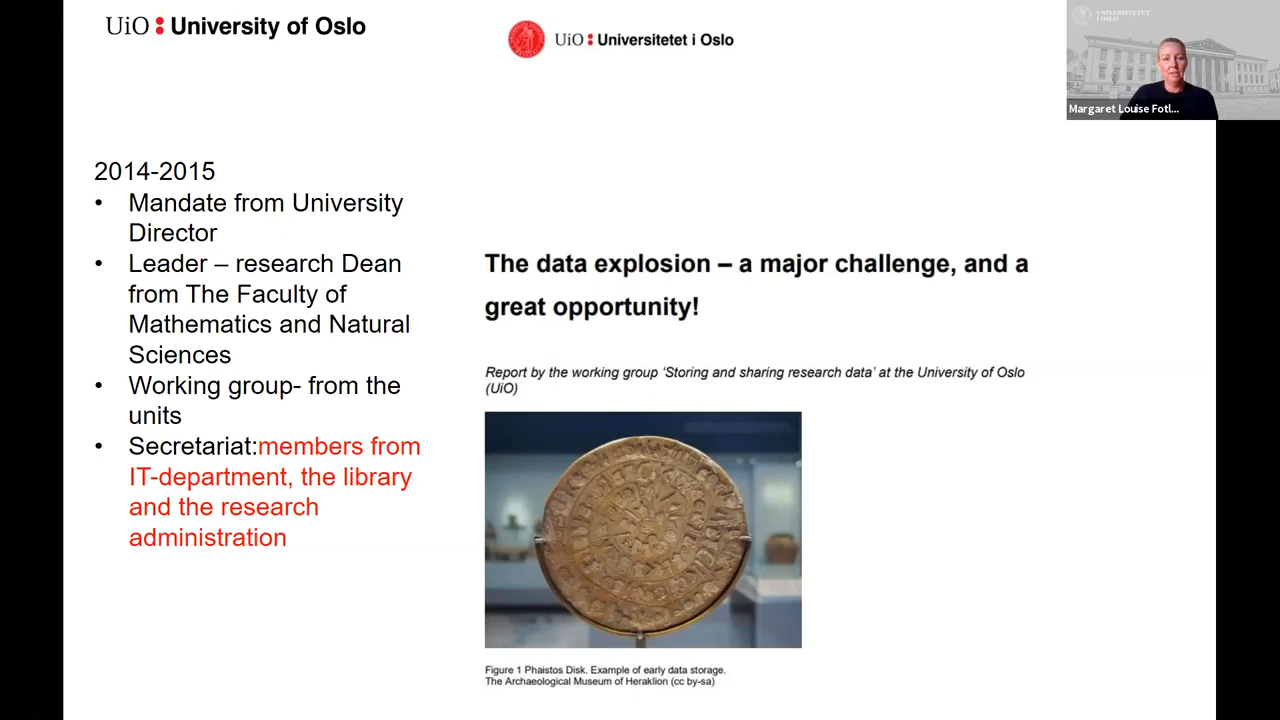 UiO : University of Oslo
UiO : Universitetet i Oslo
UNIVERSITETET
I OSLO
Margaret Louise Fotl...
2014-2015
• Mandate from University
Director
• Leader – research Dean
from The Faculty of
Mathematics and Natural
Sciences
• Working group- from the
units
• Secretariat:members from
IT-department, the library
and the research
administration
The data explosion – a major challenge, and a
great opportunity!
Report by the working group ‘Storing and sharing research data’ at the University of Oslo
(UiO)
Figure 1 Phaistos Disk. Example of early data storage.
The Archaeological Museum of Heraklion (cc by-sa)